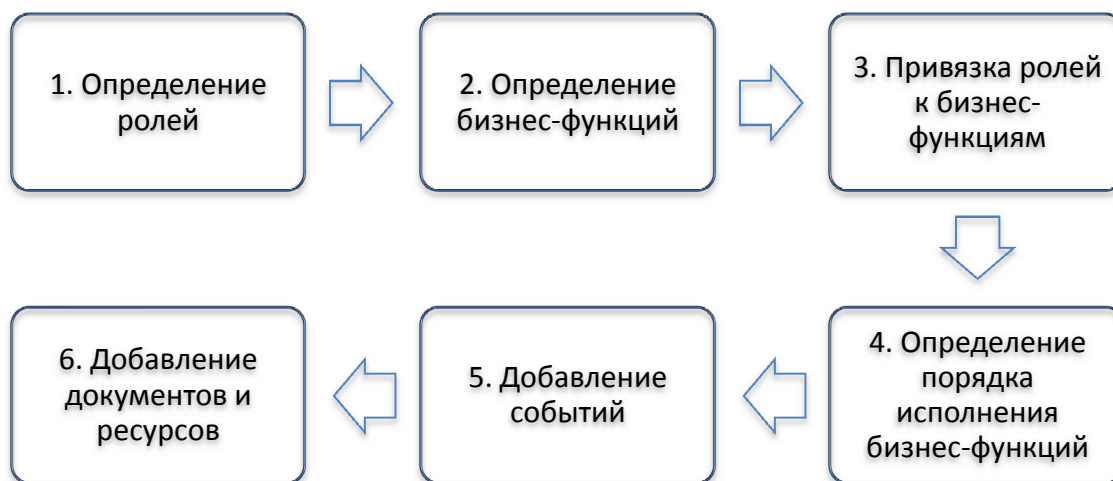 1. Определение
ролей
2. Определение
бизнес-функций
3. Привязка ролей
к бизнес-
функциям
4. Определение
порядка
исполнения
бизнес-функций
5. Добавление
событий
6. Добавление
документов и
ресурсов